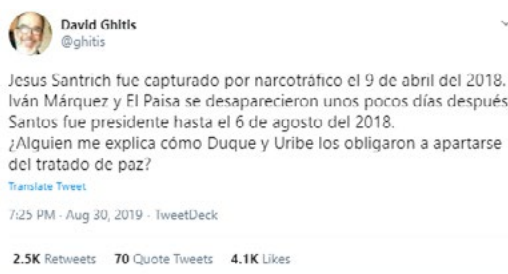 David Ghitis
@ghitis
Jesus Santrich fue capturado por narcotráfico el 9 de abril del 2018.
Iván Márquez y El Paisa se desaparecieron unos pocos días después
Santos fue presidente hasta el 6 de agosto del 2018.
¿Alguien me explica cómo Duque y Uribe los obligaron a apartarse
del tratado de paz?
Translate Tweet
7:25 PM · Aug 30, 2019 · TweetDeck
2.5K Retweets 70 Quote Tweets 4.1K Likes